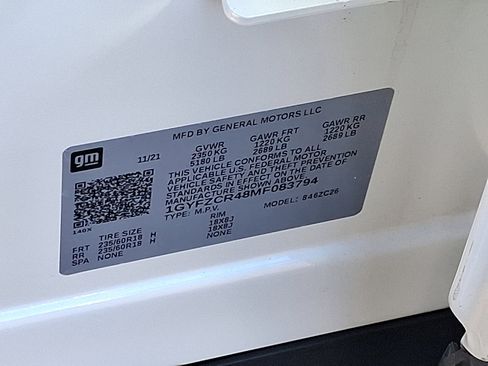 MFD BY GENERAL MOTORS LLC
gm
11/21
GVWR GAWR FRT GAWR RR
2350 KG 1220 KG 1220 KG
5180 LB 2689 LB 2689 LB
THIS VEHICLE CONFORMS TO ALL
APPLICABLE U.S. FEDERAL MOTOR
VEHICLE SAFETY AND THEFT PREVENTION
STANDARDS IN EFFECT ON THE DATE OF
MANUFACTURE SHOWN ABOVE.
1GYFZCR48MF083794
TYPE: M.P.V. MODEL: 6462C26
146X
TIRE SIZE RIM
FRT 235/60R18 H 18X8J
RR 235/60R18 H 18X8J
SPA NONE NONE